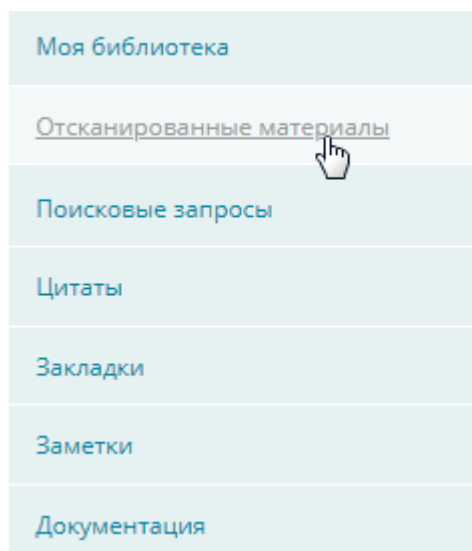 Моя библиотека
Отсканированные материалы
Поисковые запросы
Цитаты
Закладки
Заметки
Документация